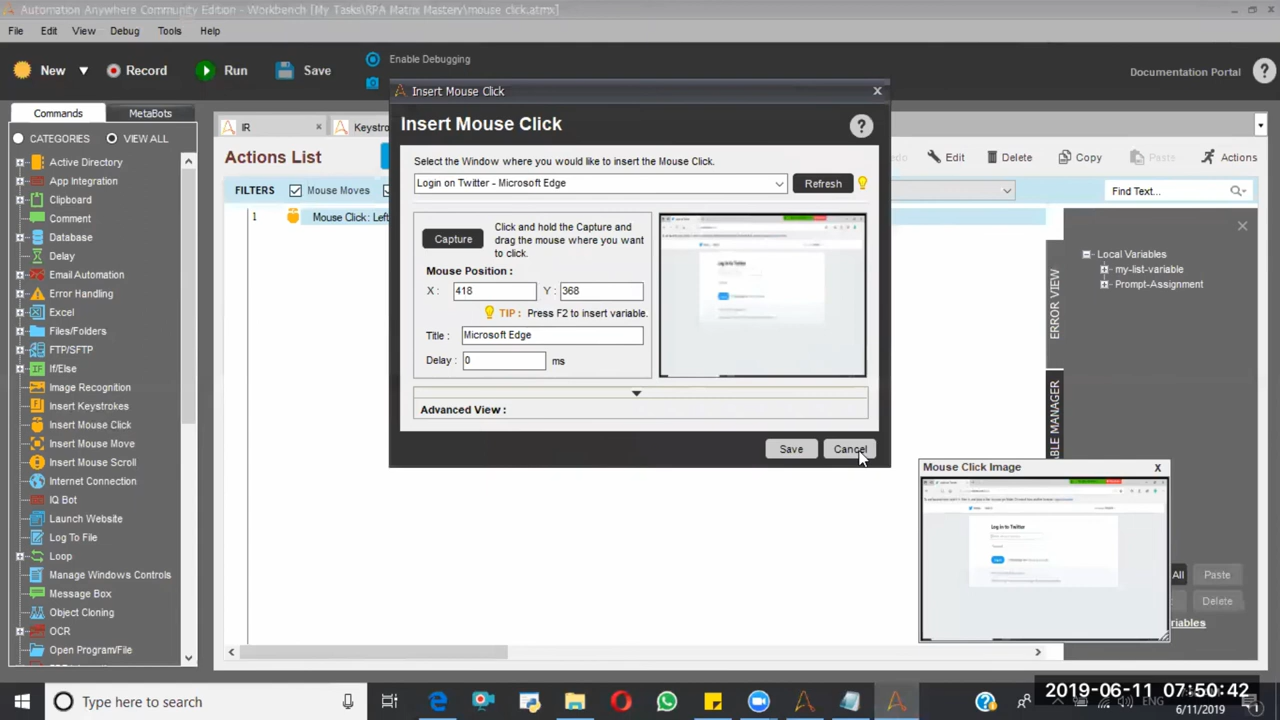 Automation Anywhere Community Edition - Workbench [My Tasks\RPA Matrix Mastery\mouse click.atmx]
File Edit View Debug Tools Help
New Record Run Save Enable Debugging
Documentation Portal ?
Commands MetaBots
CATEGORIES VIEW ALL
Active Directory
App Integration
Clipboard
Comment
Database
Delay
Email Automation
Error Handling
Excel
Files/Folders
FTP/SFTP
If/Else
Image Recognition
Insert Keystrokes
Insert Mouse Click
Insert Mouse Move
Insert Mouse Scroll
Internet Connection
IQ Bot
Launch Website
Log To File
Loop
Manage Windows Controls
Message Box
Object Cloning
OCR
Open Program/File
IR x Keystro
Actions List
Edit Delete Copy Paste Actions
FILTERS Mouse Moves
Find Text...
1 Mouse Click: Left
Insert Mouse Click x
Insert Mouse Click ?
Select the Window where you would like to insert the Mouse Click.
Login on Twitter - Microsoft Edge Refresh
Capture
Click and hold the Capture and
drag the mouse where you want
to click.
Mouse Position :
X : 418 Y : 368
TIP : Press F2 to insert variable.
Title : Microsoft Edge
Delay : 0 ms
Log in to Twitter
Advanced View :
Save Cancel
ERROR VIEW
Local Variables
my-list-variable
Prompt-Assignment
Mouse Click Image X
Log in to Twitter
All Paste
Delete
riables
Type here to search
ENG
2019-06-11 07:50:42
6/11/2019